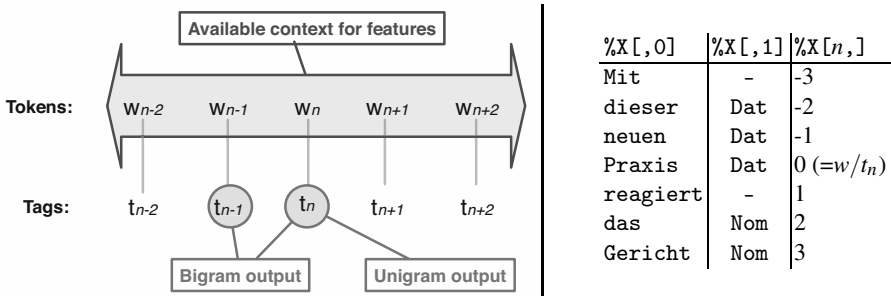 Available context for features
Tokens: wn-2 wn-1 wn wn+1 wn+2
Tags: tn-2 tn-1 tn tn+1 tn+2
Bigram output Unigram output
%X[,0] %X[,1] %X[n,]
Mit - -3
dieser Dat -2
neuen Dat -1
Praxis Dat 0 (=w/tn)
reagiert - 1
das Nom 2
Gericht Nom 3